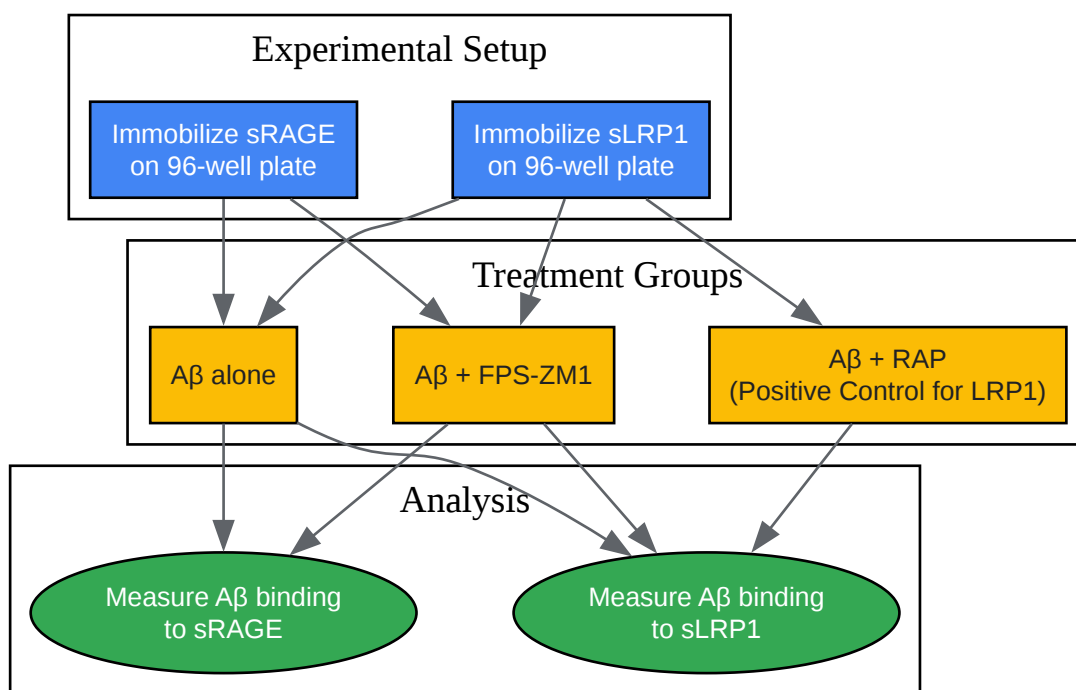 Experimental Setup
Immobilize sRAGE
on 96-well plate
Immobilize sLRP1
on 96-well plate
Treatment Groups
Aβ alone
Aβ + FPS-ZM1
Aβ + RAP
(Positive Control for LRP1)
Analysis
Measure Aβ binding
to sRAGE
Measure Aβ binding
to sLRP1